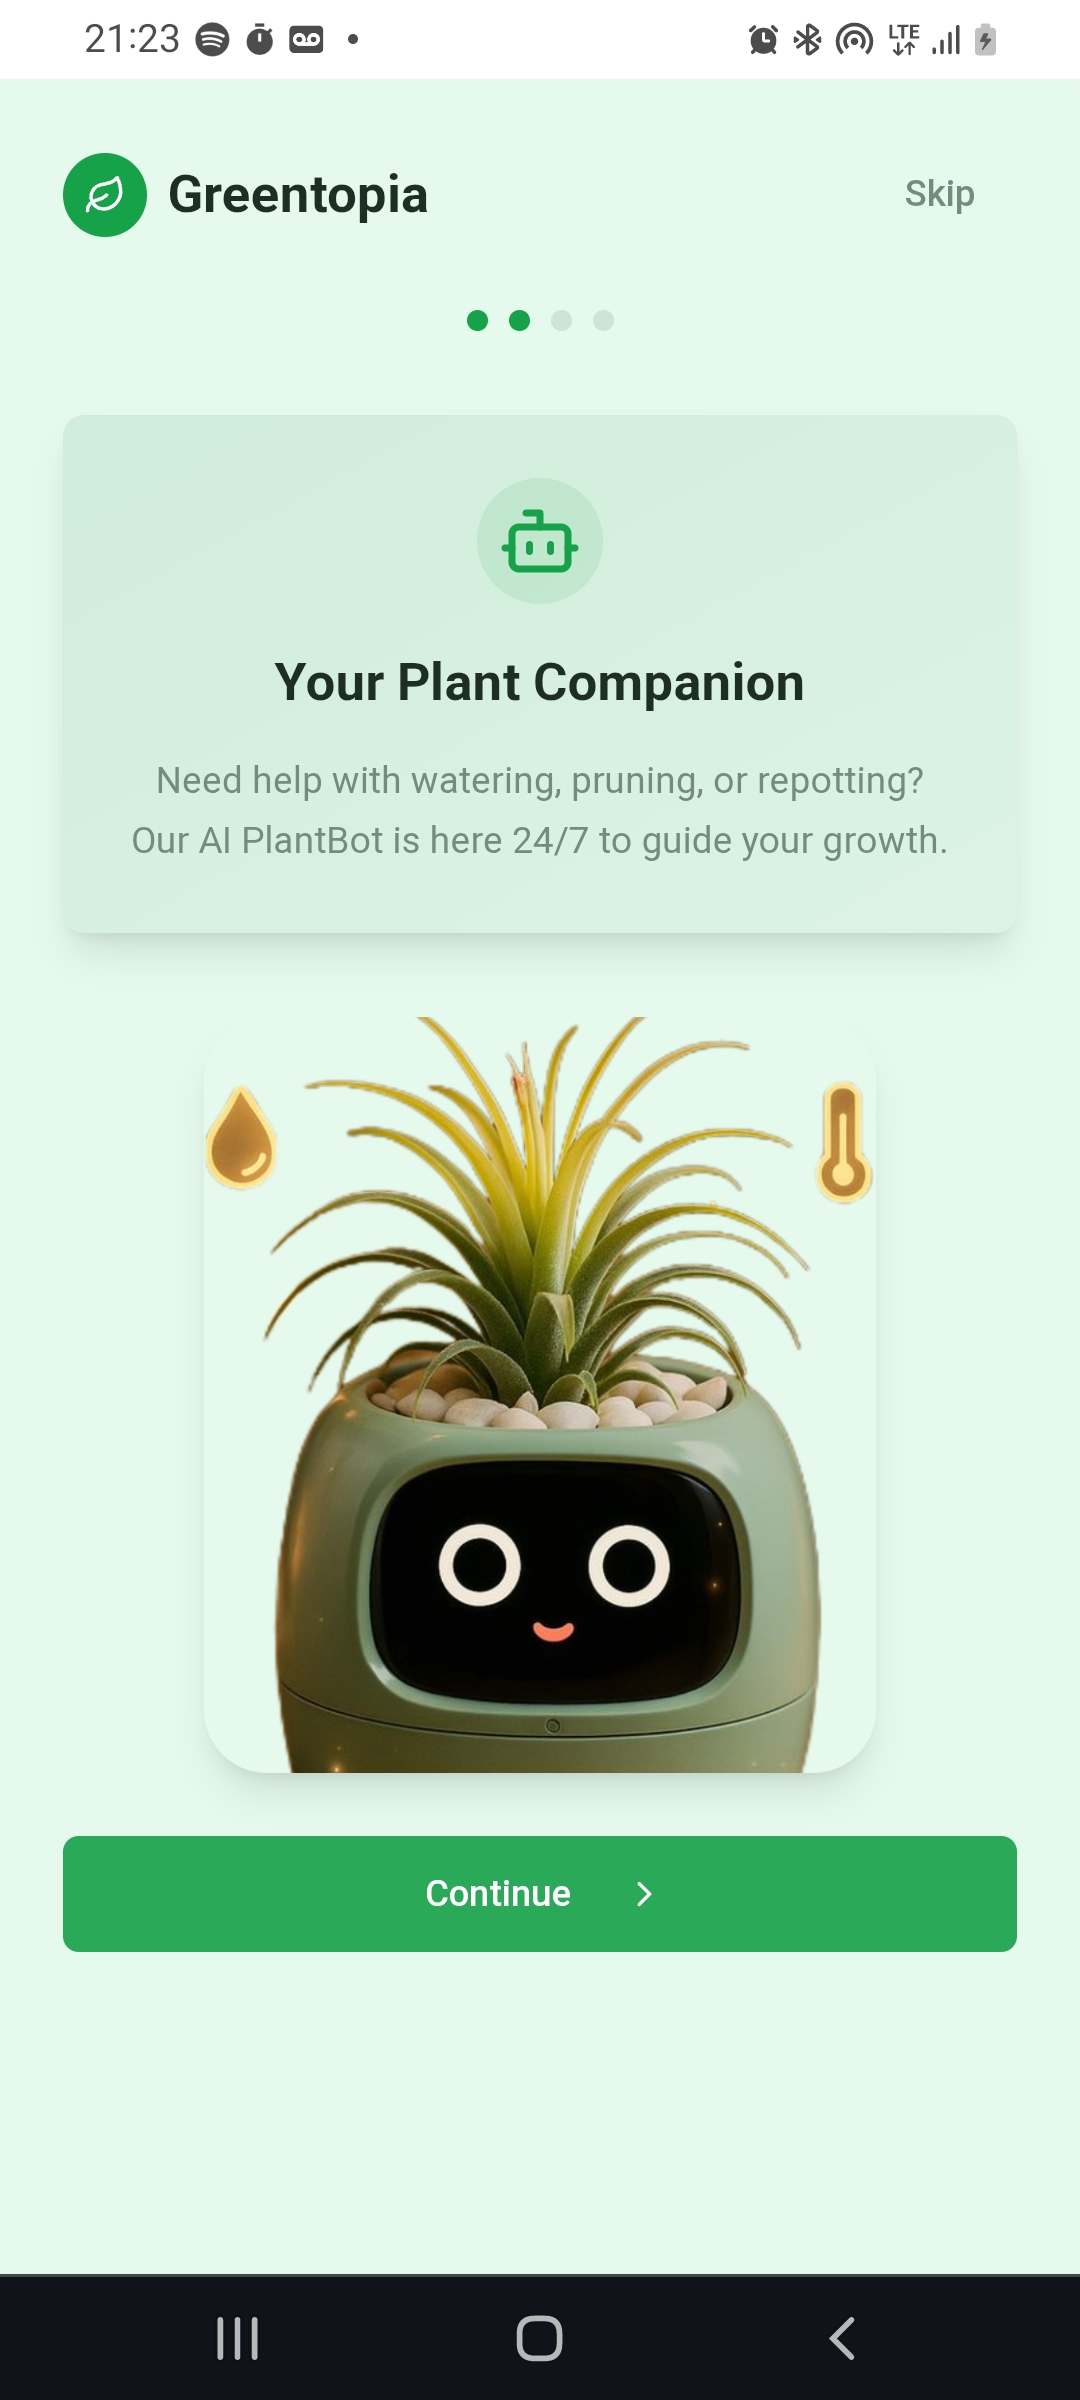 21:23
LTE
Greentopia
Skip
Your Plant Companion
Need help with watering, pruning, or repotting?
Our AI PlantBot is here 24/7 to guide your growth.
Continue